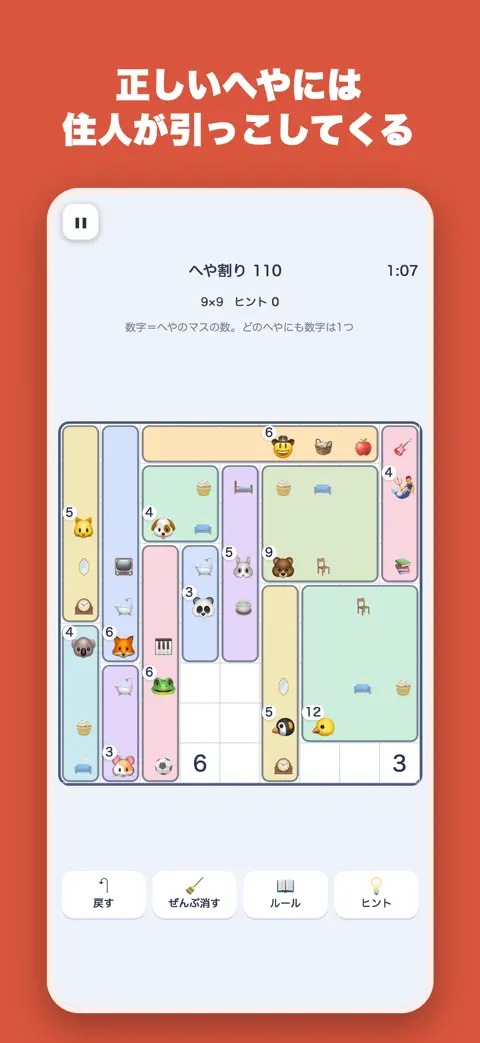 正しいへやには
住人が引っこしてくる
へや割り 110
1:07
9×9 ヒント 0
数字＝へやのマスの数。どのへやにも数字は1つ
6
4
5
4
5
9
3
4
6
6
5
12
3
6
3
戻す
ぜんぶ消す
ルール
ヒント